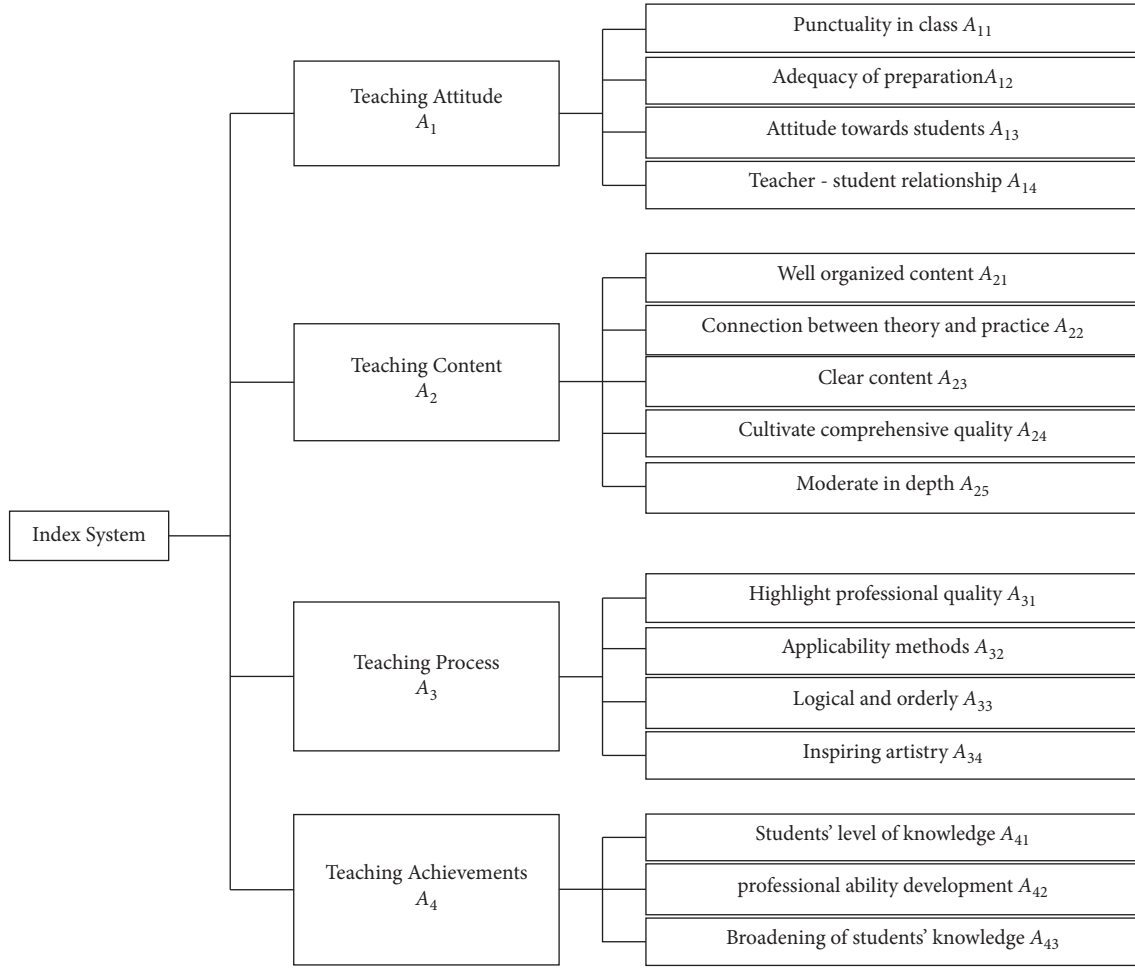 Index System
Teaching Attitude
A₁
Punctuality in class A₁₁
Adequacy of preparationA₁₂
Attitude towards students A₁₃
Teacher - student relationship A₁₄
Teaching Content
A₂
Well organized content A₂₁
Connection between theory and practice A₂₂
Clear content A₂₃
Cultivate comprehensive quality A₂₄
Moderate in depth A₂₅
Teaching Process
A₃
Highlight professional quality A₃₁
Applicability methods A₃₂
Logical and orderly A₃₃
Inspiring artistry A₃₄
Teaching Achievements
A₄
Students’ level of knowledge A₄₁
professional ability development A₄₂
Broadening of students’ knowledge A₄₃